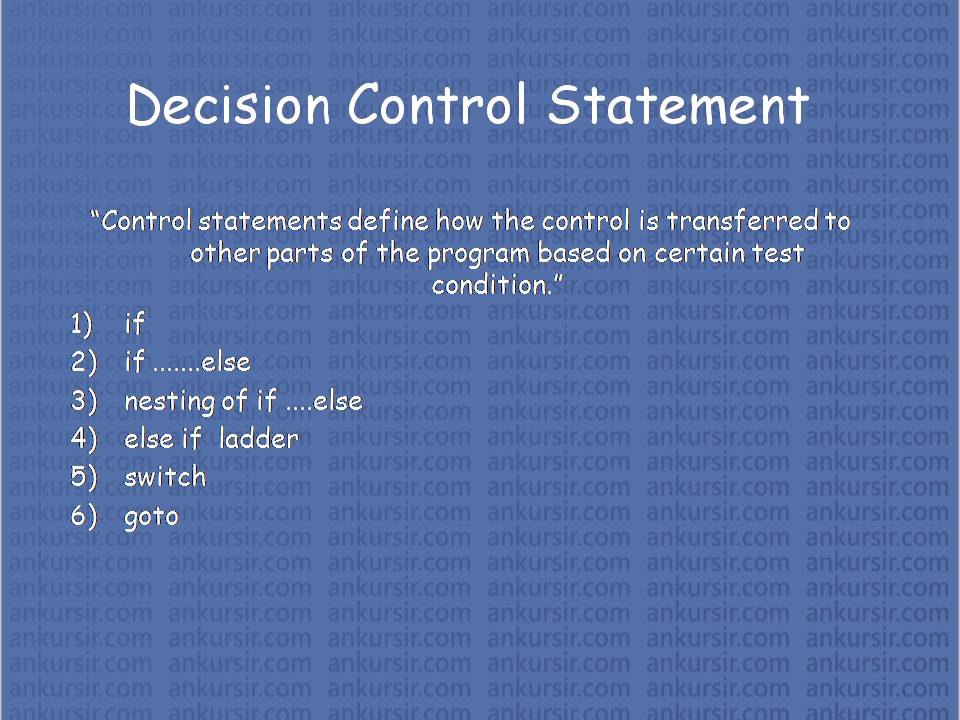 Decision Control Statement
“Control statements define how the control is transferred to
other parts of the program based on certain test
condition.”
1) if
2) if .......else
3) nesting of if ....else
4) else if ladder
5) switch
6) goto
ankursir.com